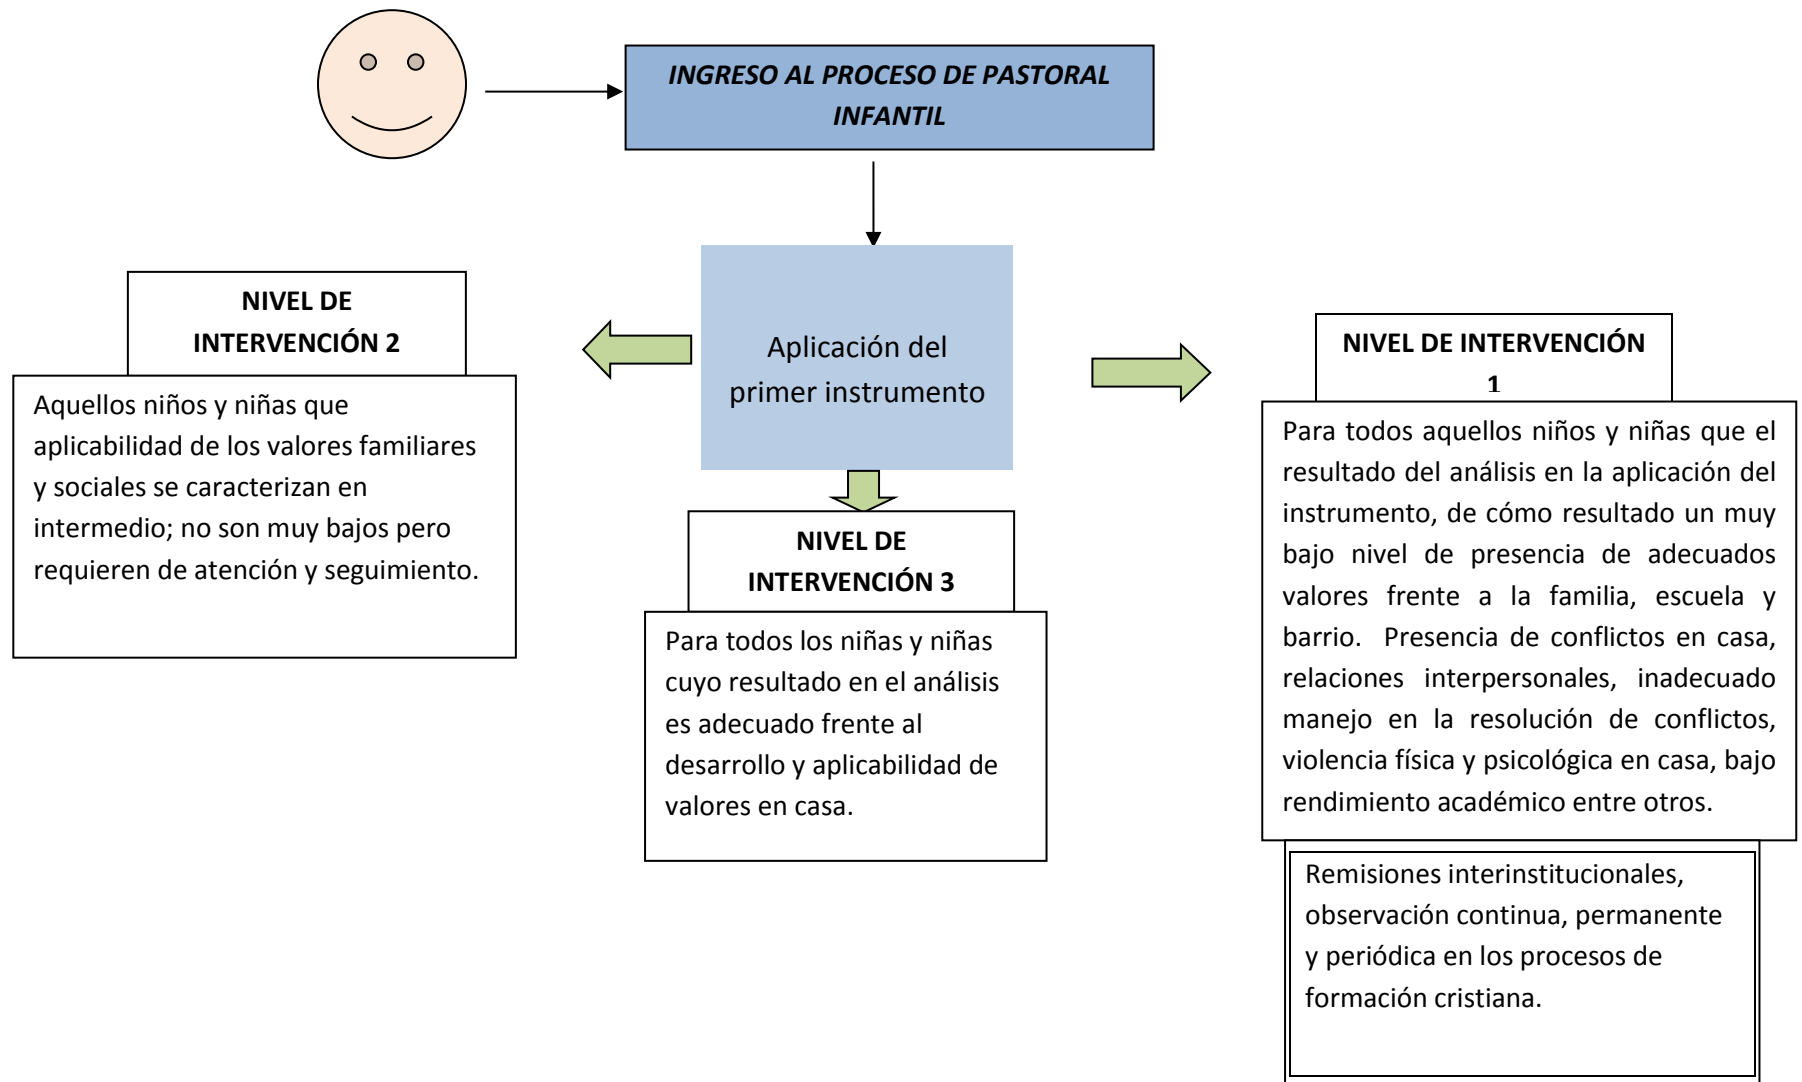 INGRESO AL PROCESO DE PASTORAL
INFANTIL
Aplicación del
primer instrumento
NIVEL DE
INTERVENCIÓN 2
Aquellos niños y niñas que
aplicabilidad de los valores familiares
y sociales se caracterizan en
intermedio; no son muy bajos pero
requieren de atención y seguimiento.
NIVEL DE
INTERVENCIÓN 3
Para todos los niñas y niñas
cuyo resultado en el análisis
es adecuado frente al
desarrollo y aplicabilidad de
valores en casa.
NIVEL DE INTERVENCIÓN
1
Para todos aquellos niños y niñas que el
resultado del análisis en la aplicación del
instrumento, de cómo resultado un muy
bajo nivel de presencia de adecuados
valores frente a la familia, escuela y
barrio. Presencia de conflictos en casa,
relaciones interpersonales, inadecuado
manejo en la resolución de conflictos,
violencia física y psicológica en casa, bajo
rendimiento académico entre otros.
Remisiones interinstitucionales,
observación continua, permanente
y periódica en los procesos de
formación cristiana.